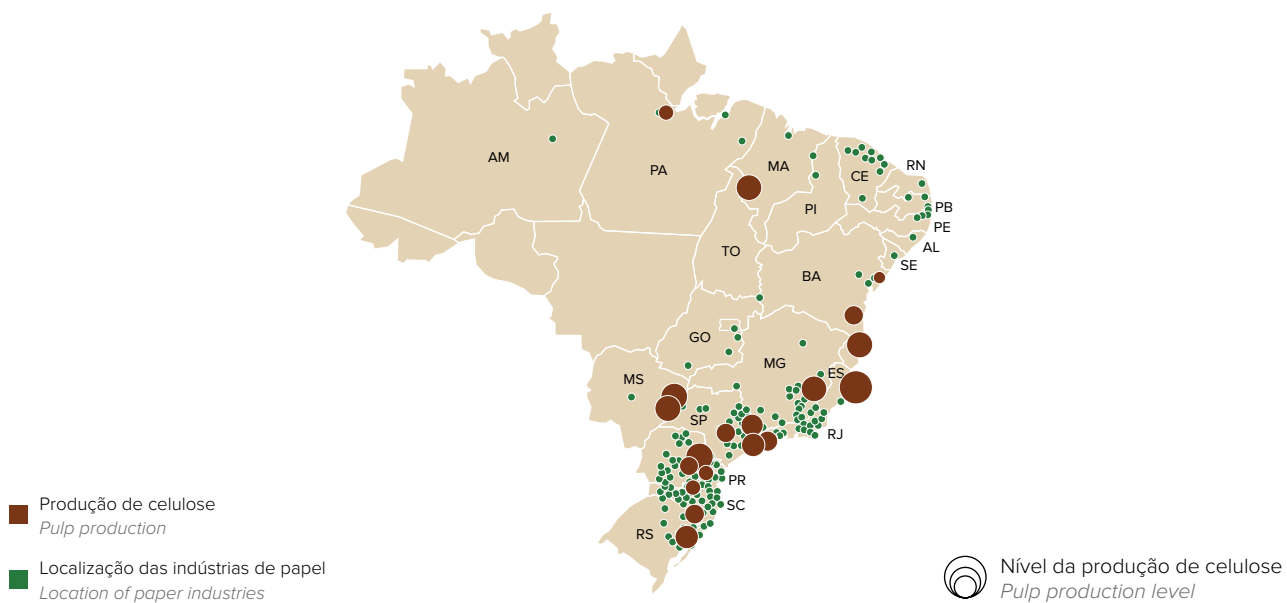 AM
PA
MA
CE
RN
PI
PB
PE
AL
SE
TO
BA
GO
MG
MS
ES
SP
RJ
PR
SC
RS
Produção de celulose
Pulp production
Localização das indústrias de papel
Location of paper industries
Nível da produção de celulose
Pulp production level